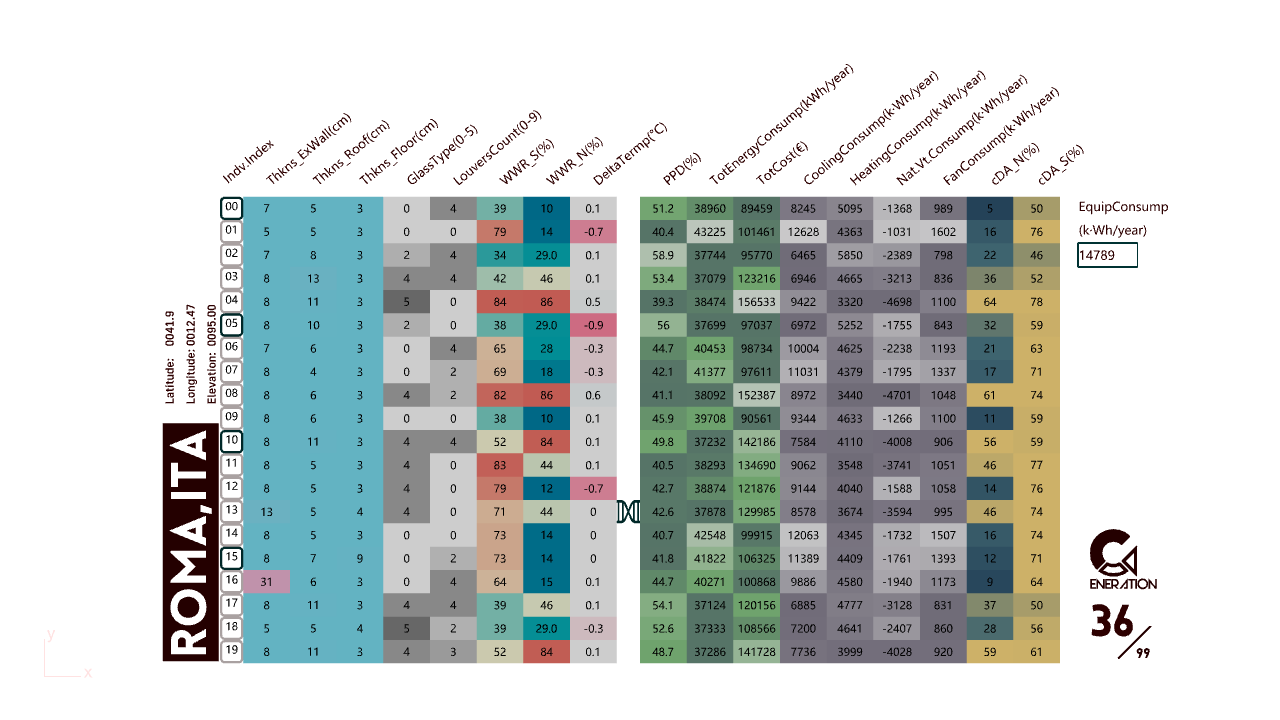 Indv.Index Thkns_ExWall(cm) Thkns_Roof(cm) Thkns_Floor(cm) GlassType(0-5) LouversCount(0-9) WWR_S(%) WWR_N(%) DeltaTermp(°C) PPD(%) TotEnergyConsump(kWh/year) TotCost(€) CoolingConsump(k·Wh/year) HeatingConsump(k·Wh/year) Nat.Vt.Consump(k·Wh/year) FanConsump(k·Wh/year) cDA_N(%) cDA_S(%)
00 7 5 3 0 4 39 10 0.1 51.2 38960 89459 8245 5095 -1368 989 5 50
01 5 5 3 0 0 79 14 -0.7 40.4 43225 101461 12628 4363 -1031 1602 16 76
02 7 8 3 2 4 34 29.0 0.1 58.9 37744 95770 6465 5850 -2389 798 22 46
03 8 13 3 4 4 42 46 0.1 53.4 37079 123216 6946 4665 -3213 836 36 52
04 8 11 3 5 0 84 86 0.5 39.3 38474 156533 9422 3320 -4698 1100 64 78
05 8 10 3 2 0 38 29.0 -0.9 56 37699 97037 6972 5252 -1755 843 32 59
06 7 6 3 0 4 65 28 -0.3 44.7 40453 98734 10004 4625 -2238 1193 21 63
07 8 4 3 0 2 69 18 -0.3 42.1 41377 97611 11031 4379 -1795 1337 17 71
08 8 6 3 4 2 82 86 0.6 41.1 38092 152387 8972 3440 -4701 1048 61 74
09 8 6 3 0 0 38 10 0.1 45.9 39708 90561 9344 4633 -1266 1100 11 59
10 8 11 3 4 4 52 84 0.1 49.8 37232 142186 7584 4110 -4008 906 56 59
11 8 5 3 4 0 83 44 0.1 40.5 38293 134690 9062 3548 -3741 1051 46 77
12 8 5 3 4 0 79 12 -0.7 42.7 38874 121876 9144 4040 -1588 1058 14 76
13 13 5 4 4 0 71 44 0 42.6 37878 129985 8578 3674 -3594 995 46 74
14 8 5 3 0 0 73 14 0 40.7 42548 99915 12063 4345 -1732 1507 16 74
15 8 7 9 0 2 73 14 0 41.8 41822 106325 11389 4409 -1761 1393 12 71
16 31 6 3 0 4 64 15 0.1 44.7 40271 100868 9886 4580 -1940 1173 9 64
17 8 11 3 4 4 39 46 0.1 54.1 37124 120156 6885 4777 -3128 831 37 50
18 5 5 4 5 2 39 29.0 -0.3 52.6 37333 108566 7200 4641 -2407 860 28 56
19 8 11 3 4 3 52 84 0.1 48.7 37286 141728 7736 3999 -4028 920 59 61
EquipConsump
(k·Wh/year)
14789
Latitude: 0041.9
Longitude: 0012.47
Elevation: 0095.00
ROMA,ITA
ENERATION
36/99
y
x